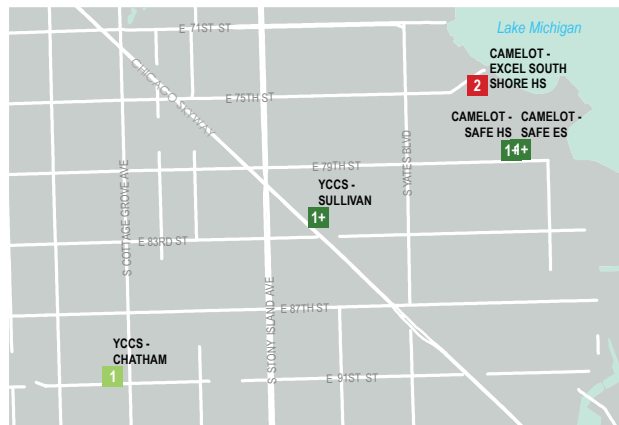 E 71ST ST
Lake Michigan
CAMELOT -
EXCEL SOUTH
SHORE HS
2
CHICAGO SKYWAY
E 75TH ST
CAMELOT -
SAFE HS
CAMELOT -
SAFE ES
1+
1+
E 79TH ST
S YATES BLVD
YCCS -
SULLIVAN
1+
S COTTAGE GROVE AVE
E 83RD ST
E 87TH ST
S STONY ISLAND AVE
YCCS -
CHATHAM
1
E 91ST ST